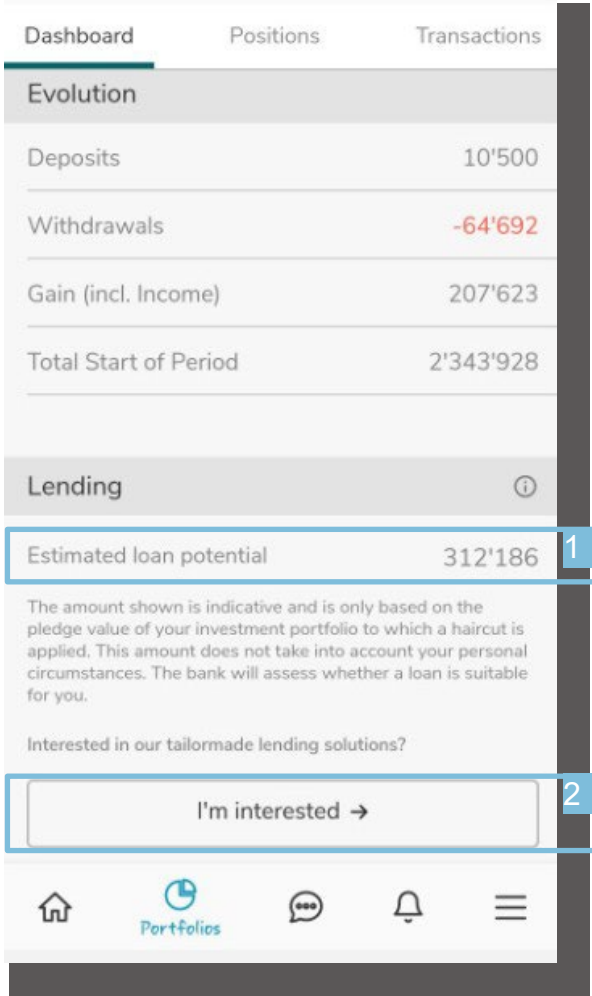 Dashboard Positions Transactions
Evolution
Deposits 10'500
Withdrawals -64'692
Gain (incl. Income) 207'623
Total Start of Period 2'343'928
Lending
Estimated loan potential 312'186 1
The amount shown is indicative and is only based on the
pledge value of your investment portfolio to which a haircut is
applied. This amount does not take into account your personal
circumstances. The bank will assess whether a loan is suitable
for you.
Interested in our tailormade lending solutions?
I'm interested → 2
Portfolios